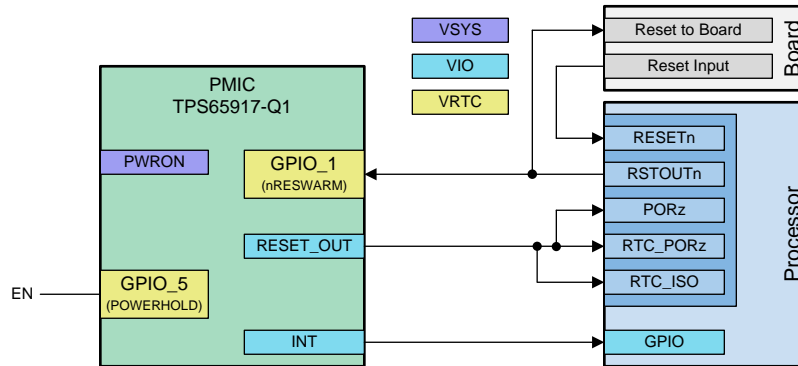 VSYS
VIO
VRTC
Reset to Board
Reset Input
Board
PMIC
TPS65917-Q1
PWRON
GPIO_1
(nRESWARM)
RESET_OUT
EN
GPIO_5
(POWERHOLD)
INT
RESETn
RSTOUTn
PORz
RTC_PORz
RTC_ISO
GPIO
Processor